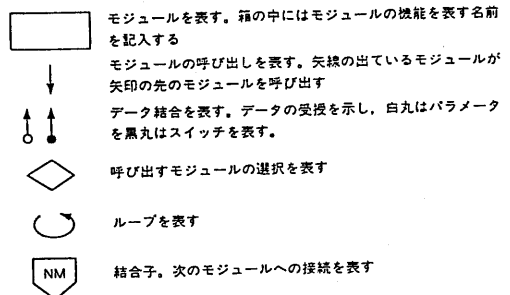 モジュールを表す。箱の中にはモジュールの機能を表す名前
を記入する
モジュールの呼び出しを表す。矢線の出ているモジュールが
矢印の先のモジュールを呼び出す
データ結合を表す。データの受授を示し，白丸はパラメータ
を黒丸はスイッチを表す。
呼び出すモジュールの選択を表す
ループを表す
NM
結合子。次のモジュールへの接続を表す